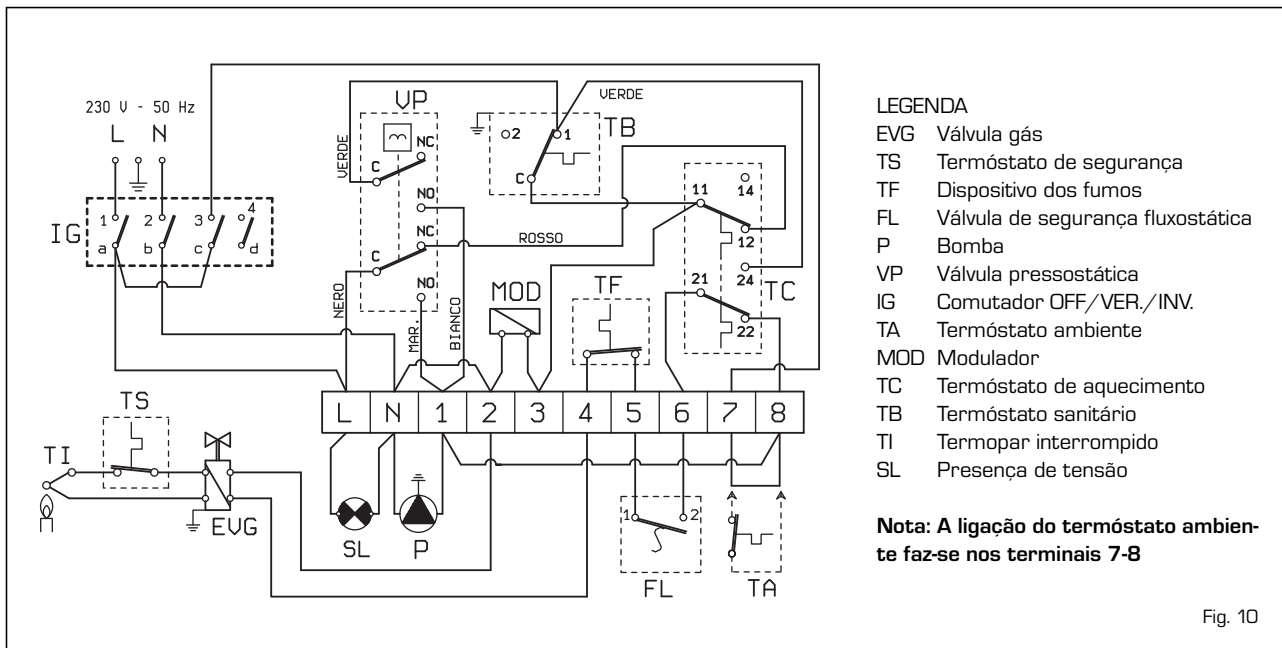 230 V - 50 Hz
L N
IG
1 2 3 4
a b c d
VP
VERDE
C NC
NO
C NC
NO
NERO
MAR.
BIANCO
ROSSO
VERDE
TB
2 1
C
11 14
12
24
21
22
TC
MOD
TF
L N 1 2 3 4 5 6 7 8
TS
TI
EVG
SL
P
1 2
FL
TA
LEGENDA
EVG Válvula gás
TS Termóstato de segurança
TF Dispositivo dos fumos
FL Válvula de segurança fluxostática
P Bomba
VP Válvula pressostática
IG Comutador OFF/VER./INV.
TA Termóstato ambiente
MOD Modulador
TC Termóstato de aquecimento
TB Termóstato sanitário
TI Termopar interrompido
SL Presença de tensão
Nota: A ligação do termóstato ambien-
te faz-se nos terminais 7-8
Fig. 10